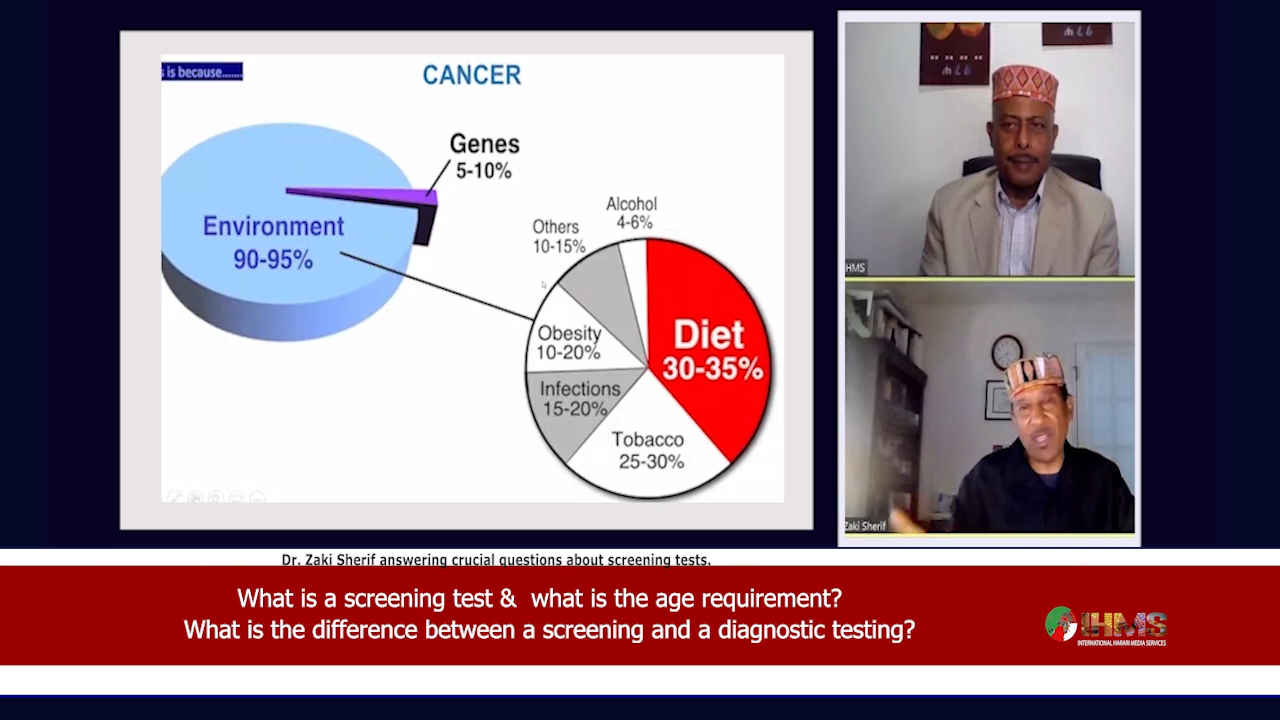 s is because.......
CANCER
Genes
5-10%
Environment
90-95%
Alcohol
4-6%
Others
10-15%
Diet
30-35%
Obesity
10-20%
Infections
15-20%
Tobacco
25-30%
HMS
Zaki Sherif
Dr. Zaki Sherif answering crucial questions about screening tests.
What is a screening test & what is the age requirement?
What is the difference between a screening and a diagnostic testing?
IHMS
INTERNATIONAL HARARI MEDIA SERVICES